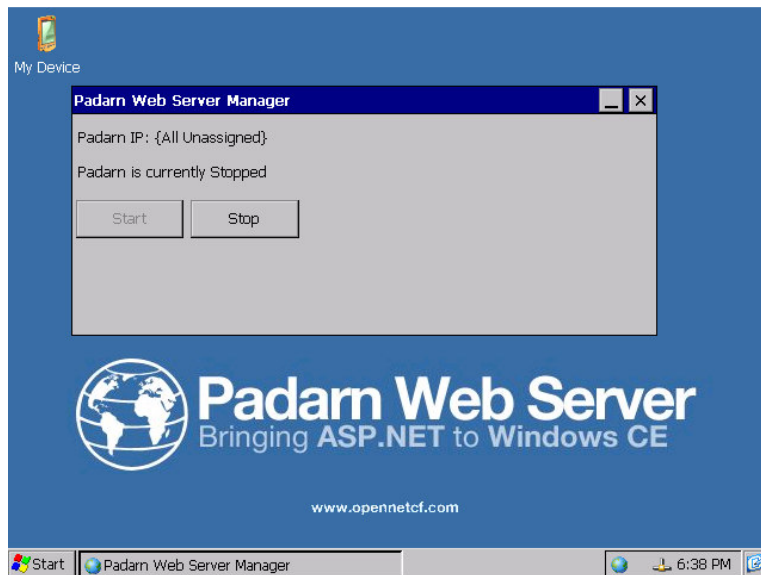 My Device
Padarn Web Server Manager
Padarn IP: {All Unassigned}
Padarn is currently Stopped
Start Stop
Padarn Web Server
Bringing ASP.NET to Windows CE
www.opennetcf.com
Start Padarn Web Server Manager 6:38 PM